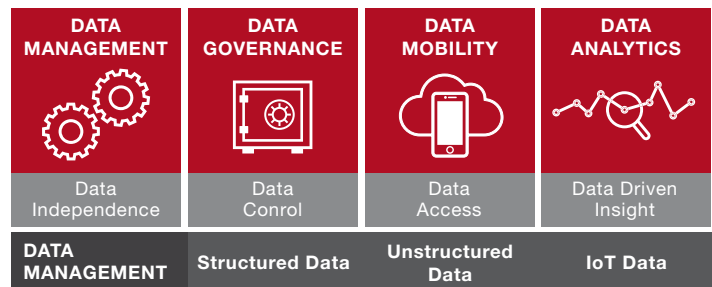 DATA
MANAGEMENT
DATA
GOVERNANCE
DATA
MOBILITY
DATA
ANALYTICS
Data
Independence
Data
Conrol
Data
Access
Data Driven
Insight
DATA
MANAGEMENT
Structured Data
Unstructured
Data
IoT Data